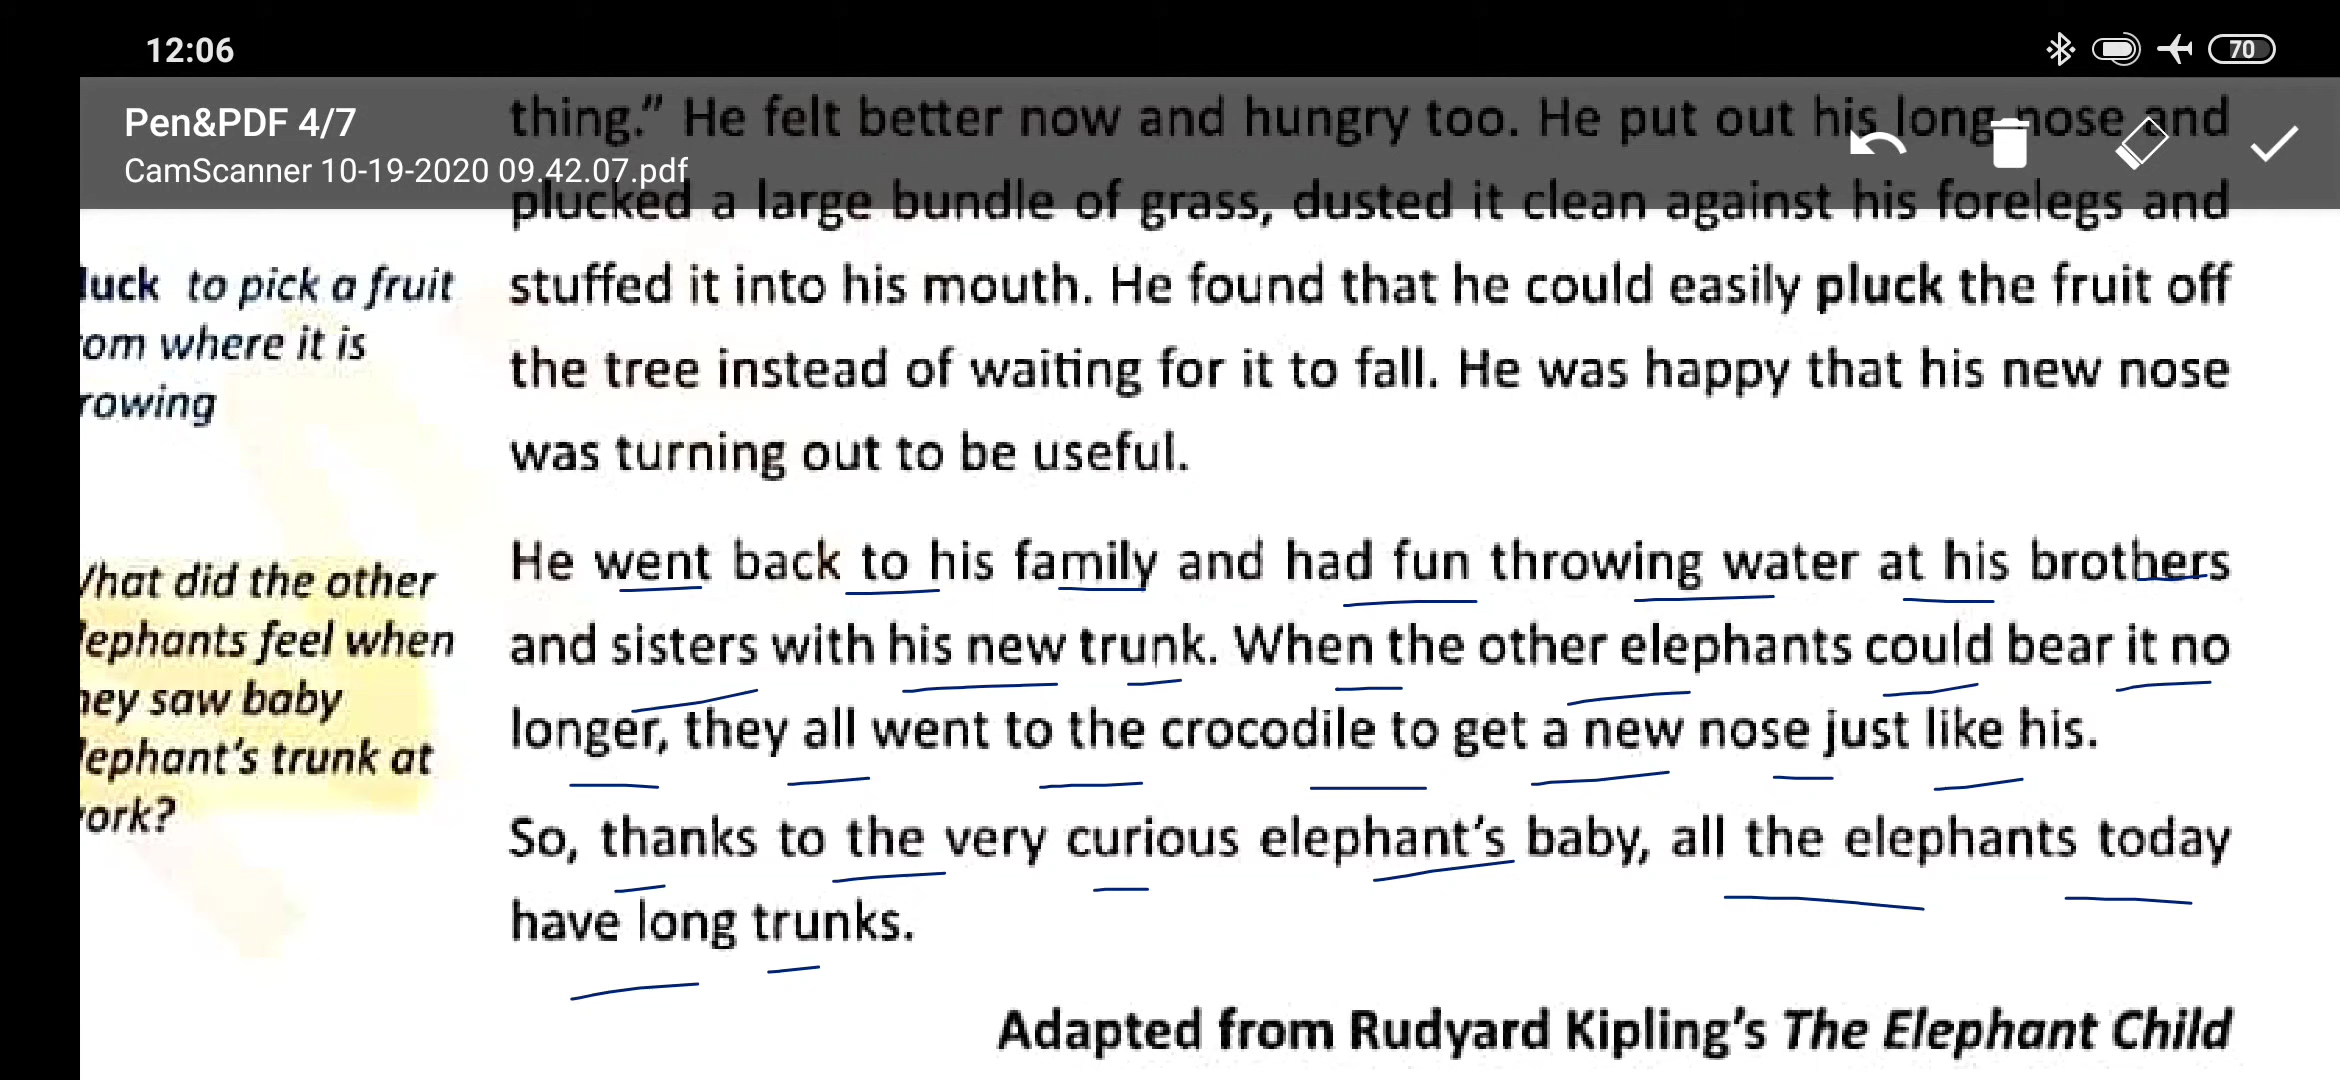 12:06
70
Pen&PDF 4/7
CamScanner 10-19-2020 09.42.07.pdf
thing.” He felt better now and hungry too. He put out his long nose and
plucked a large bundle of grass, dusted it clean against his forelegs and
stuffed it into his mouth. He found that he could easily pluck the fruit off
the tree instead of waiting for it to fall. He was happy that his new nose
was turning out to be useful.
luck to pick a fruit
om where it is
rowing
He went back to his family and had fun throwing water at his brothers
and sisters with his new trunk. When the other elephants could bear it no
longer, they all went to the crocodile to get a new nose just like his.
So, thanks to the very curious elephant’s baby, all the elephants today
have long trunks.
hat did the other
lephants feel when
hey saw baby
lephant’s trunk at
ork?
Adapted from Rudyard Kipling’s The Elephant Child